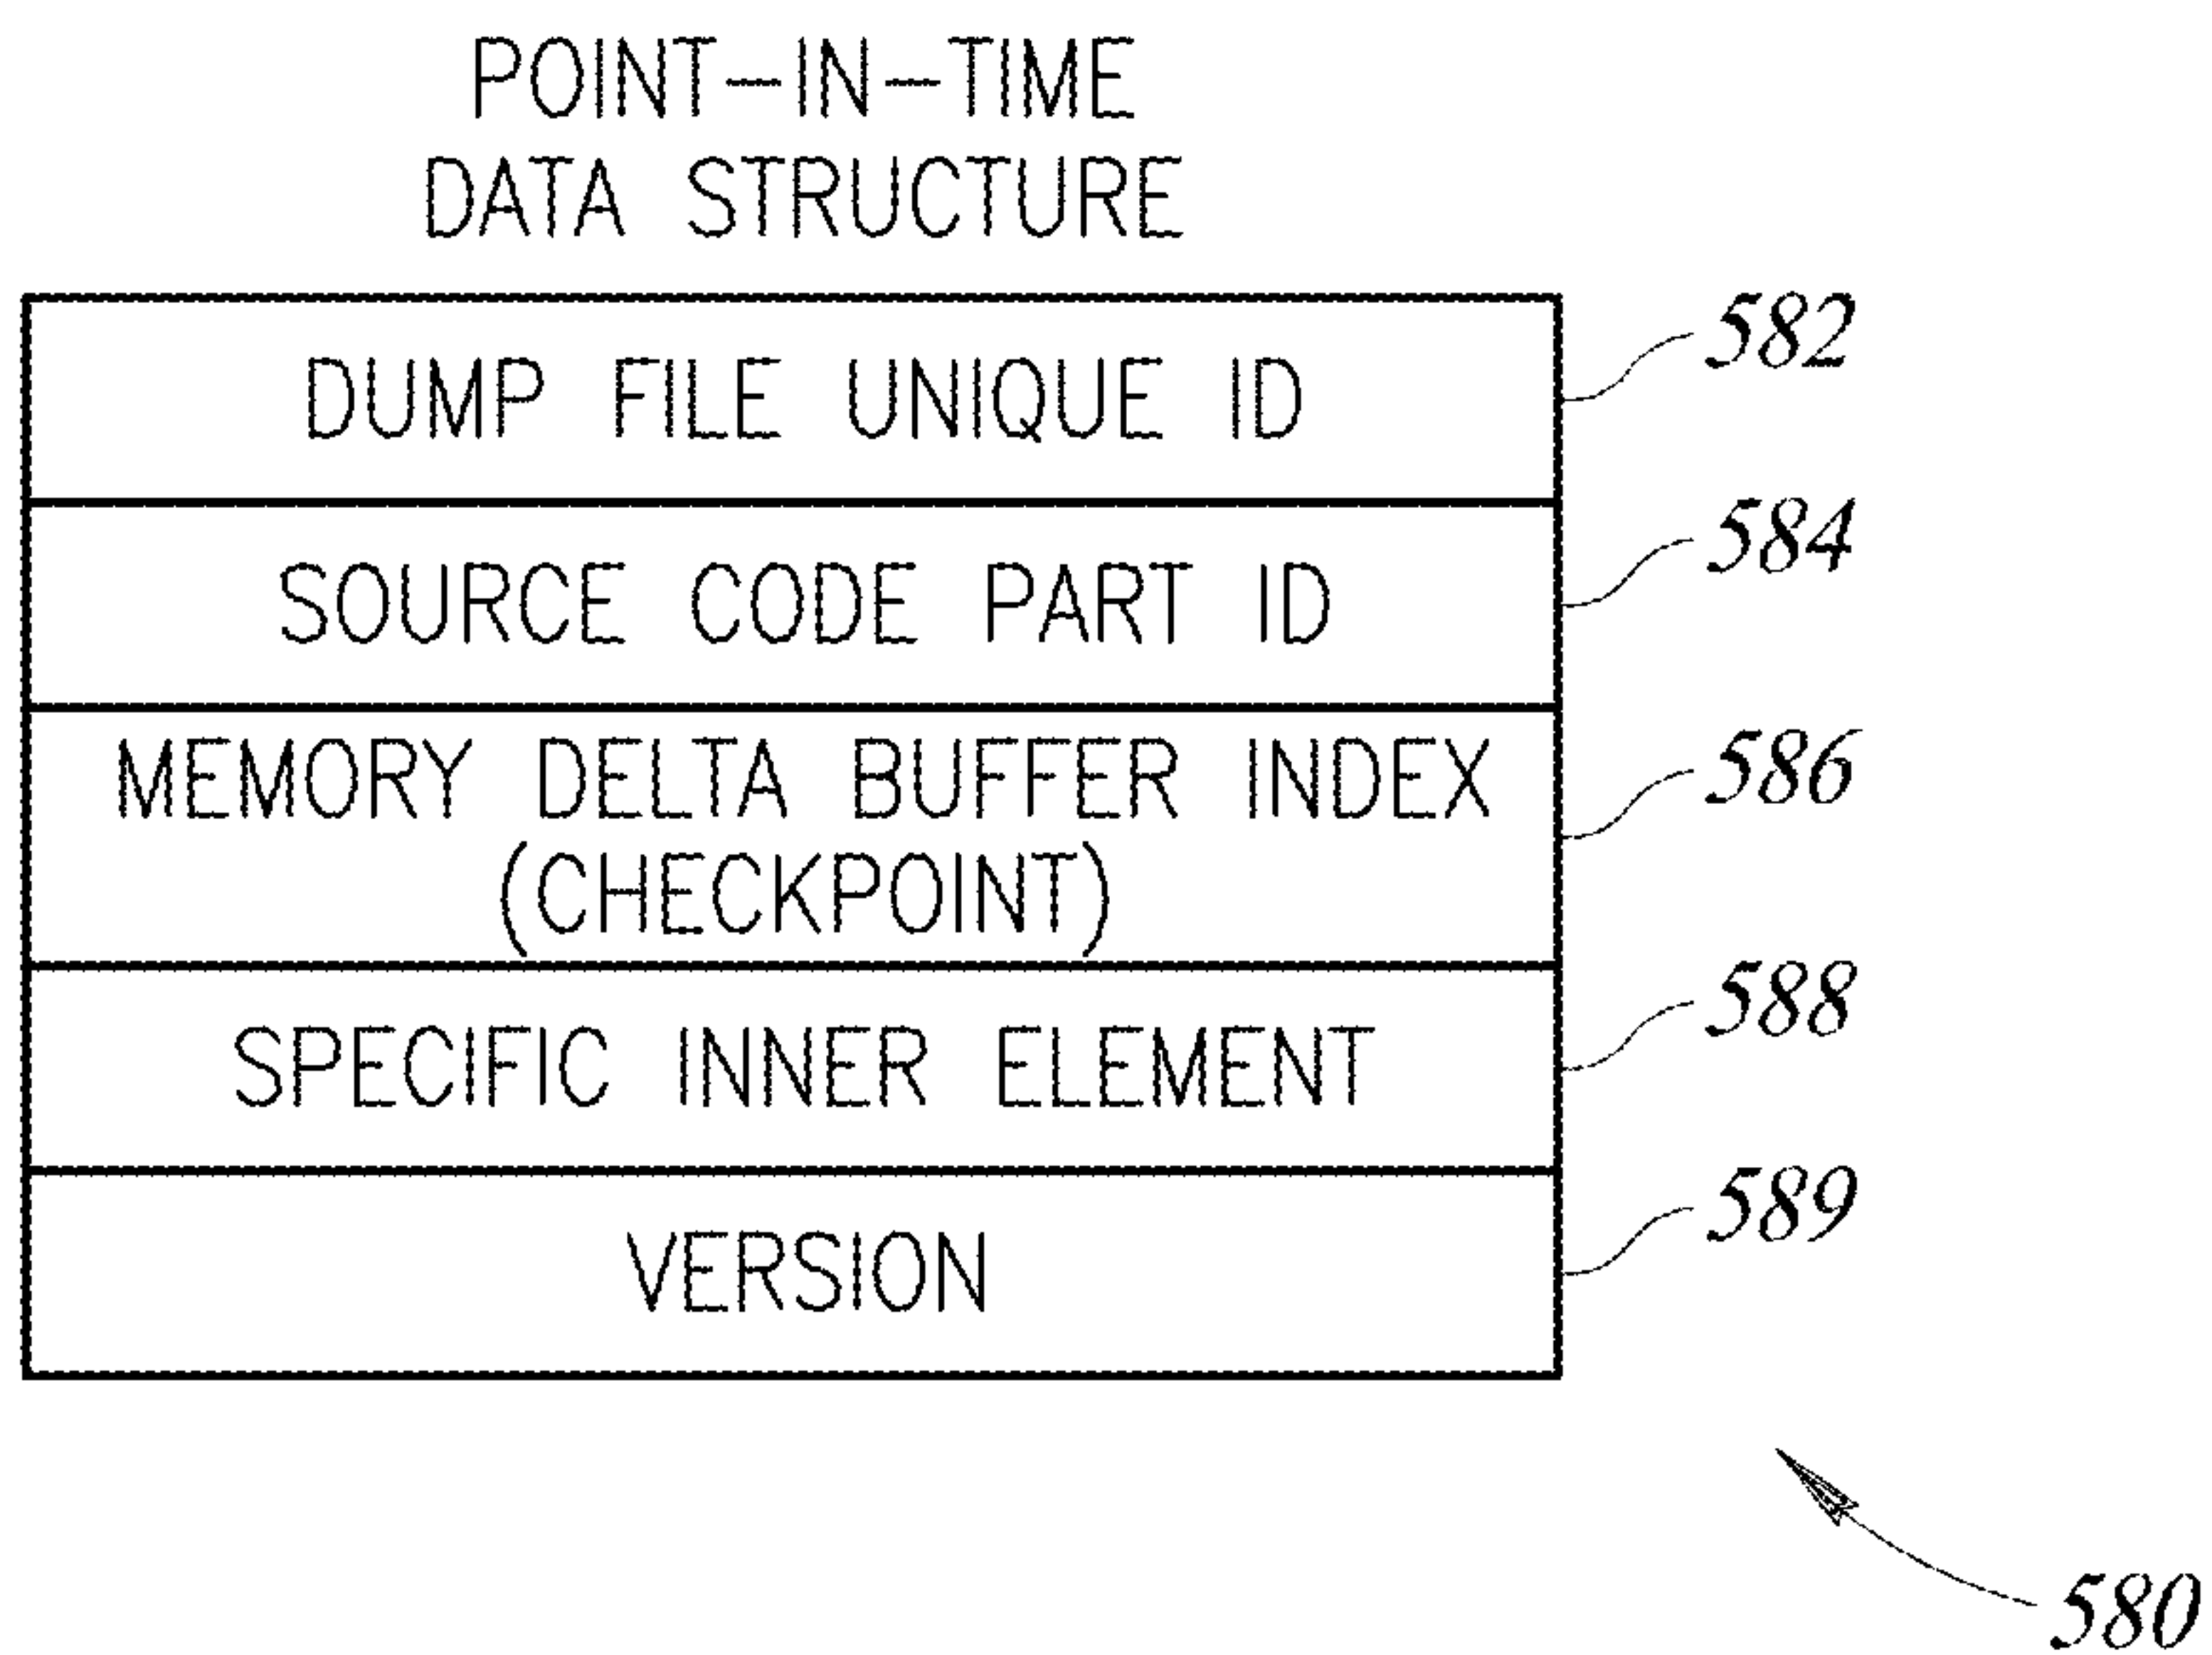 POINT-IN-TIME
DATA STRUCTURE
DUMP FILE UNIQUE ID
582
SOURCE CODE PART ID
584
MEMORY DELTA BUFFER INDEX
(CHECKPOINT)
586
SPECIFIC INNER ELEMENT
588
VERSION
589
580